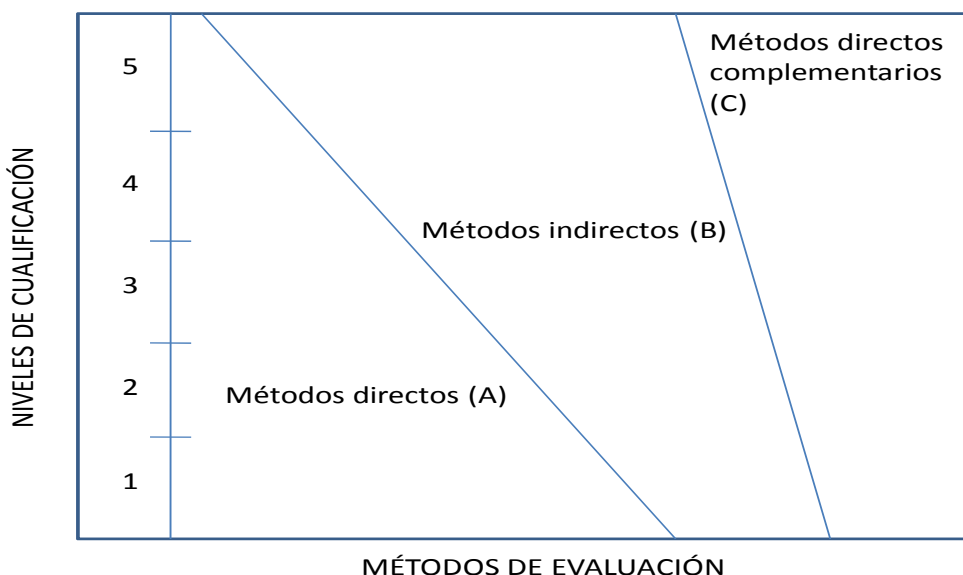 Métodos directos
complementarios
(C)
5
4
Métodos indirectos (B)
3
2
Métodos directos (A)
1
NIVELES DE CUALIFICACIÓN
MÉTODOS DE EVALUACIÓN